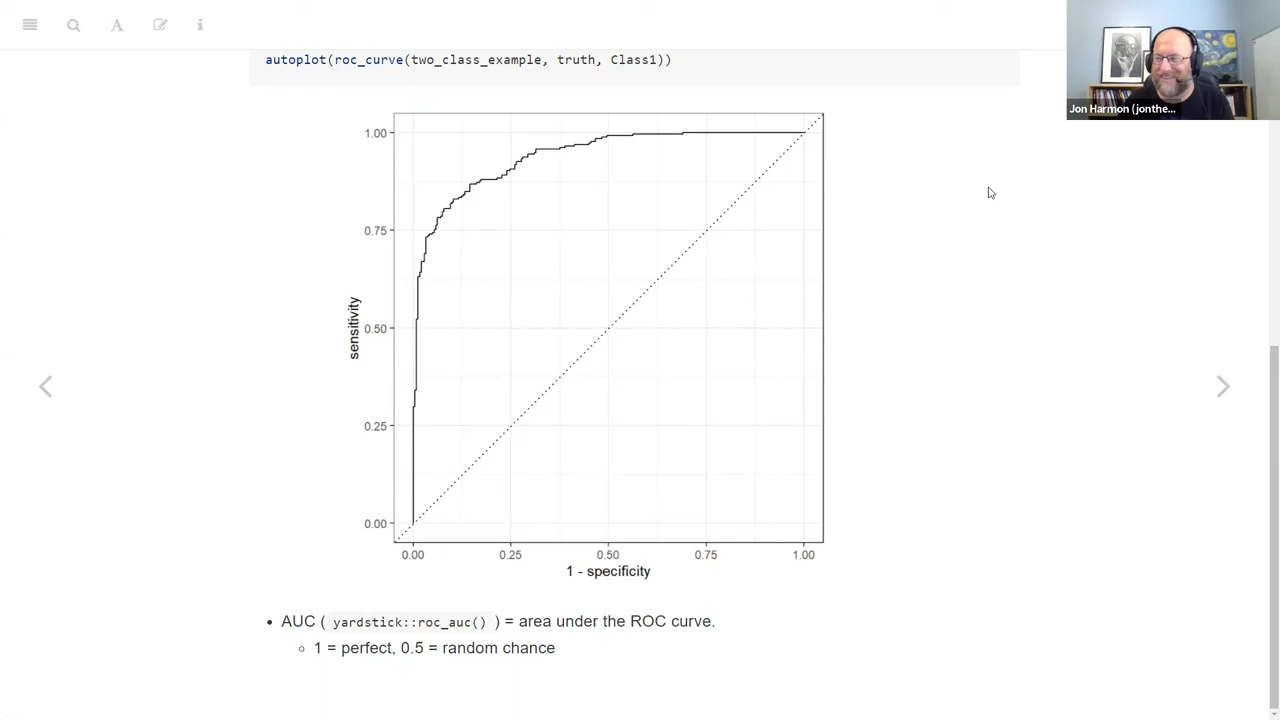 autoplot(roc_curve(two_class_example, truth, Class1))
Jon Harmon (jonthe...
1.00
0.75
0.50
0.25
0.00
sensitivity
0.00 0.25 0.50 0.75 1.00
1 - specificity
• AUC ( yardstick::roc_auc() ) = area under the ROC curve.
○ 1 = perfect, 0.5 = random chance